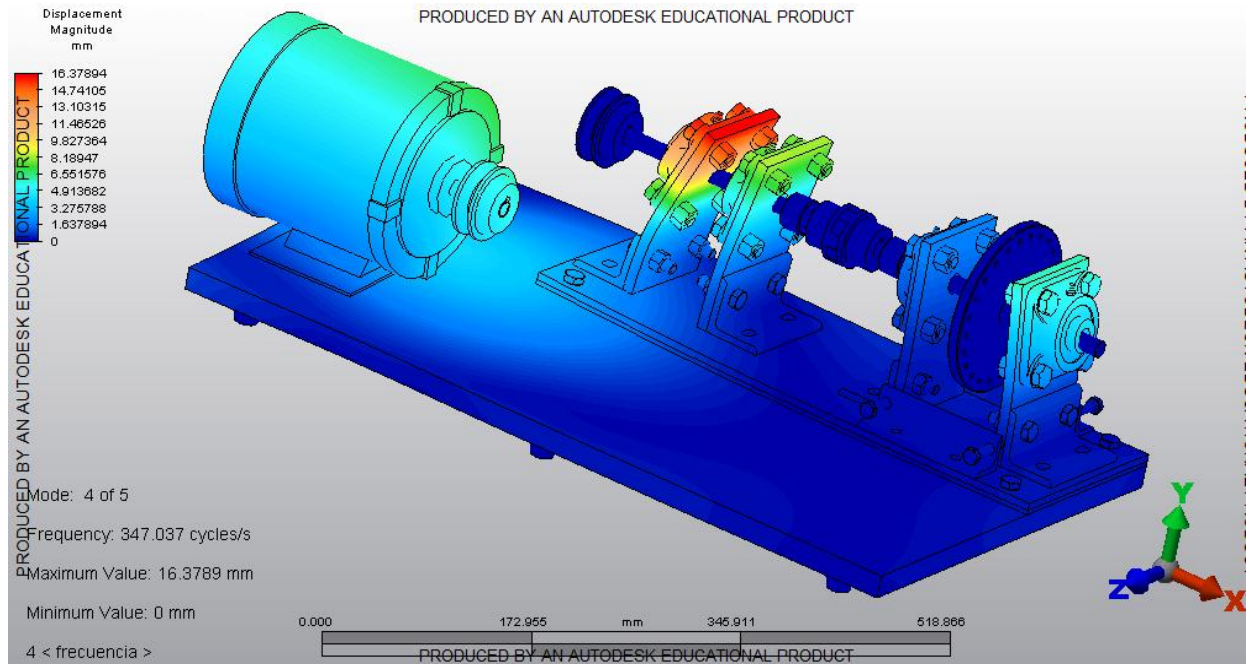 Displacement
Magnitude
mm
16.37894
14.74105
13.10315
11.46526
9.827364
8.18947
6.551576
4.913682
3.275788
1.637894
0
PRODUCED BY AN AUTODESK EDUCATIONAL PRODUCT
PRODUCED BY AN AUTODESK EDUCATIONAL PRODUCT
Mode: 4 of 5
Frequency: 347.037 cycles/s
Maximum Value: 16.3789 mm
Minimum Value: 0 mm
4 < frecuencia >
0.000
172.955
mm
345.911
518.866
PRODUCED BY AN AUTODESK EDUCATIONAL PRODUCT
Y
Z
X